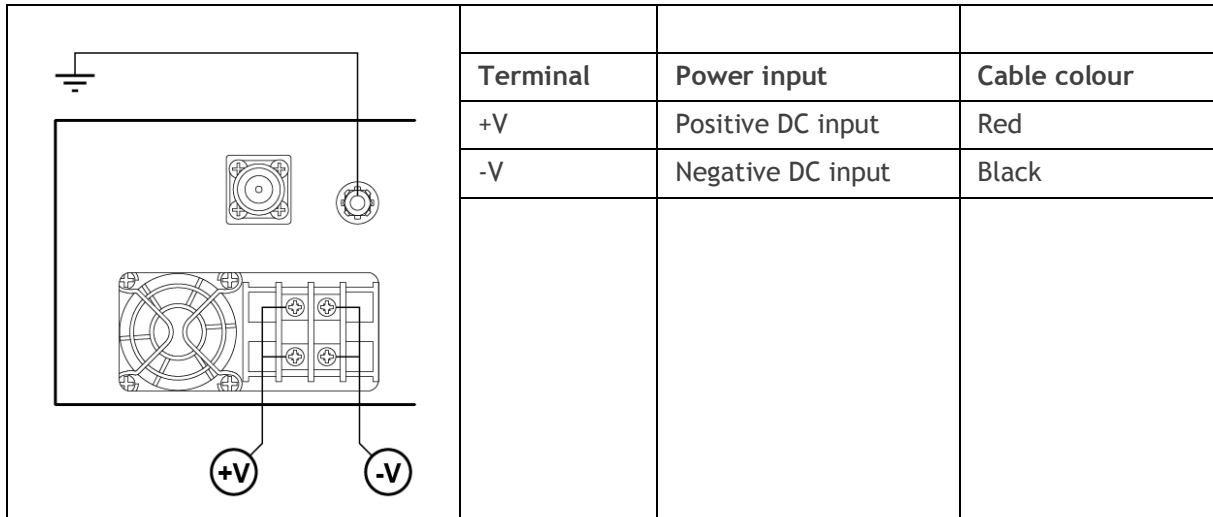 Terminal Power input Cable colour
+V Positive DC input Red
-V Negative DC input Black
+V -V